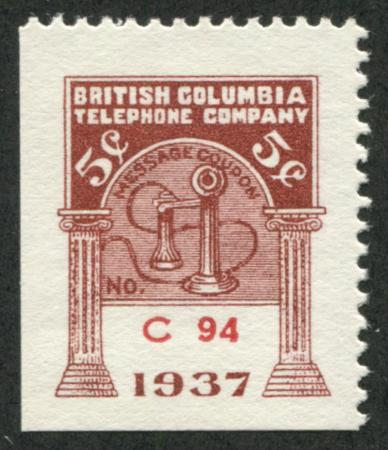 BRITISH COLUMBIA
TELEPHONE COMPANY
5¢ 5¢
MESSAGE COUPON
NO.
C 94
1937